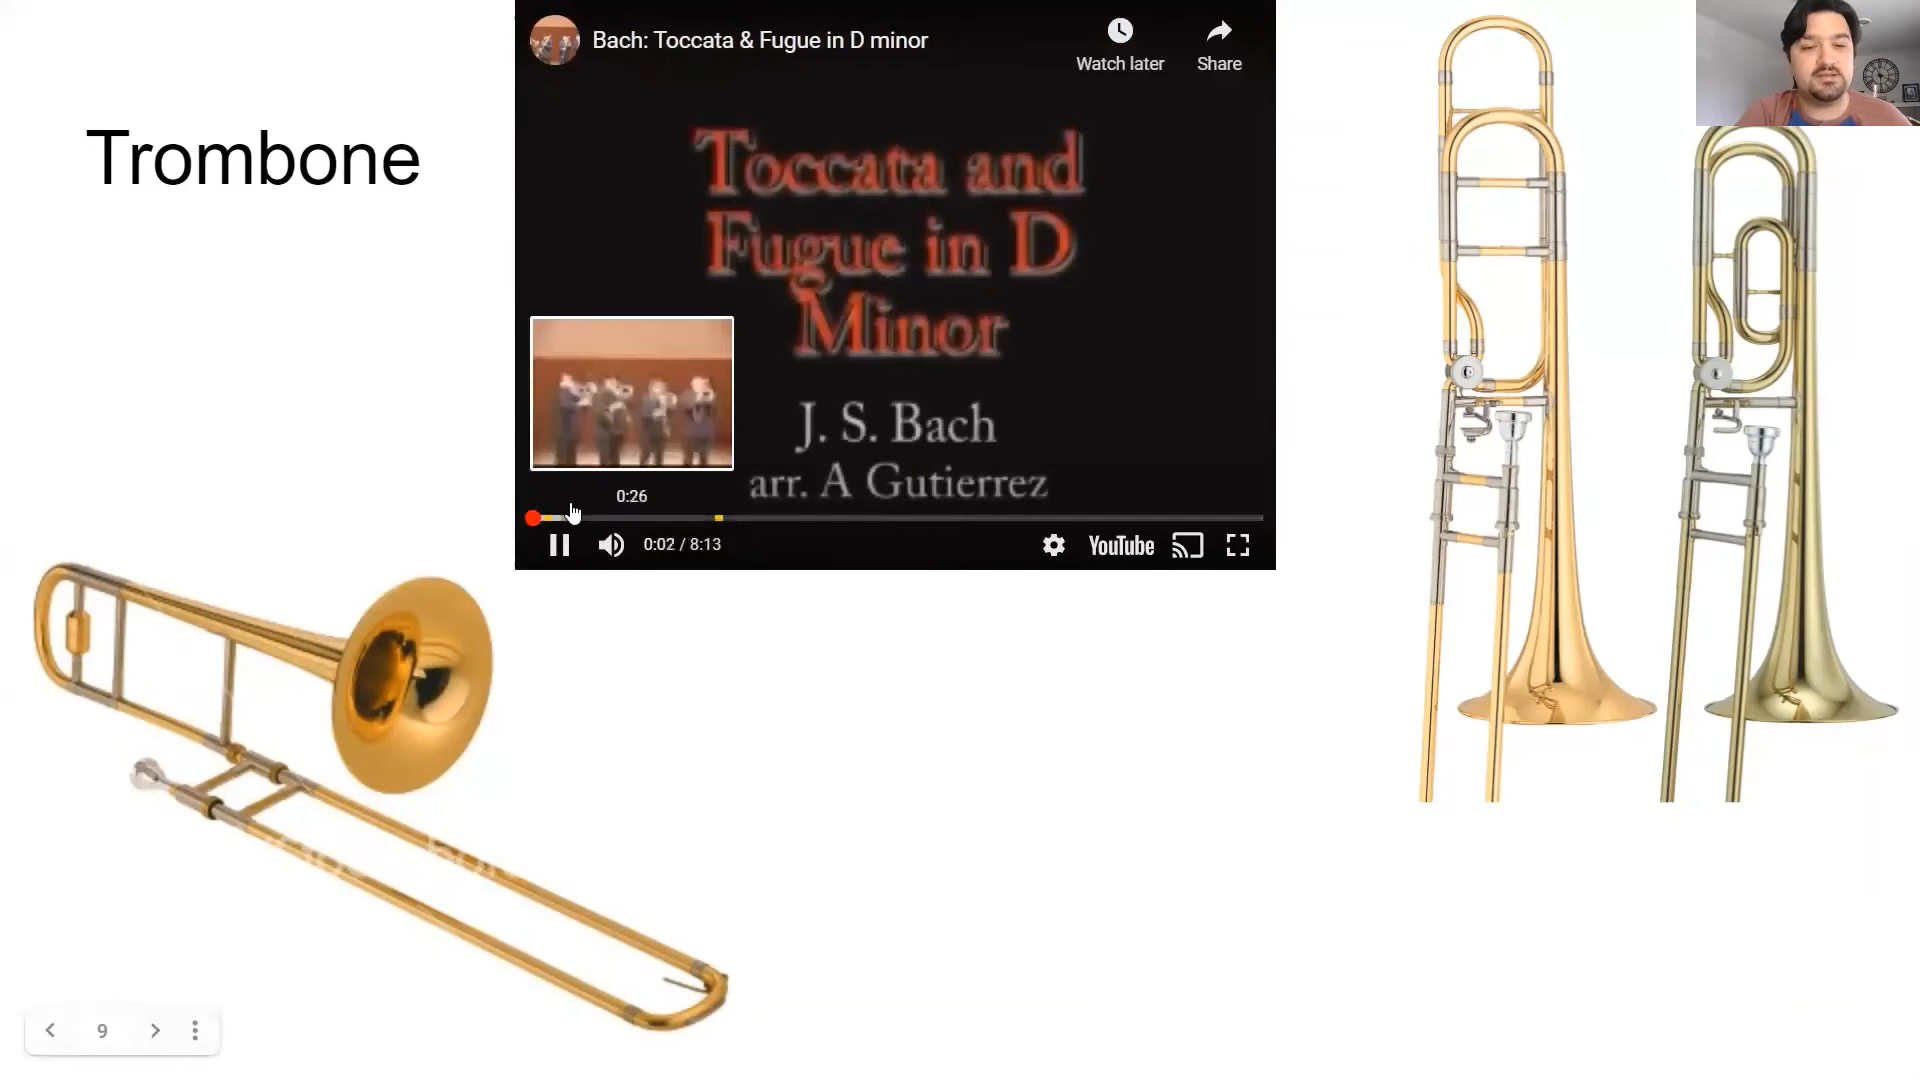 Trombone
Bach: Toccata & Fugue in D minor
Watch later
Share
Toccata and
Fugue in D
Minor
J. S. Bach
arr. A Gutierrez
0:26
0:02 / 8:13
YouTube
9